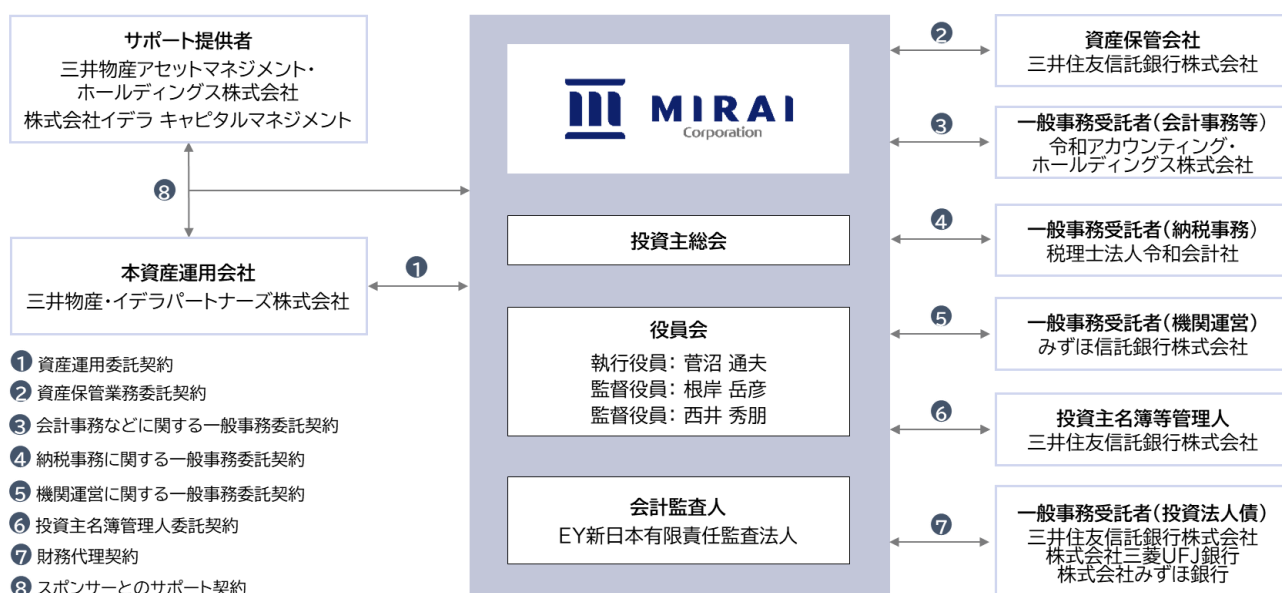 サポート提供者
三井物産アセットマネジメント・
ホールディングス株式会社
株式会社イデラ キャピタルマネジメント
⑧
本資産運用会社
三井物産・イデラパートナーズ株式会社
①
❶ 資産運用委託契約
❷ 資産保管業務委託契約
❸ 会計事務などに関する一般事務委託契約
❹ 納税事務に関する一般事務委託契約
❺ 機関運営に関する一般事務委託契約
❻ 投資主名簿管理人委託契約
❼ 財務代理契約
❽ スポンサーとのサポート契約
MIRAI
Corporation
投資主総会
役員会
執行役員: 菅沼 通夫
監督役員: 根岸 岳彦
監督役員: 西井 秀朋
会計監査人
EY新日本有限責任監査法人
❷
資産保管会社
三井住友信託銀行株式会社
❸
一般事務受託者(会計事務等)
令和アカウンティング・
ホールディングス株式会社
❹
一般事務受託者(納税事務)
税理士法人令和会計社
❺
一般事務受託者(機関運営)
みずほ信託銀行株式会社
❻
投資主名簿等管理人
三井住友信託銀行株式会社
❼
一般事務受託者(投資法人債)
三井住友信託銀行株式会社
株式会社三菱UFJ銀行
株式会社みずほ銀行